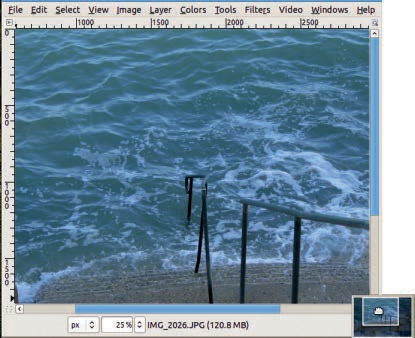 File Edit Select View Image Layer Colors Tools Filters Video Windows Help
1000 1500 2000 2500
0
500
1000
1500
px 25 % IMG_2026.JPG (120.8 MB)